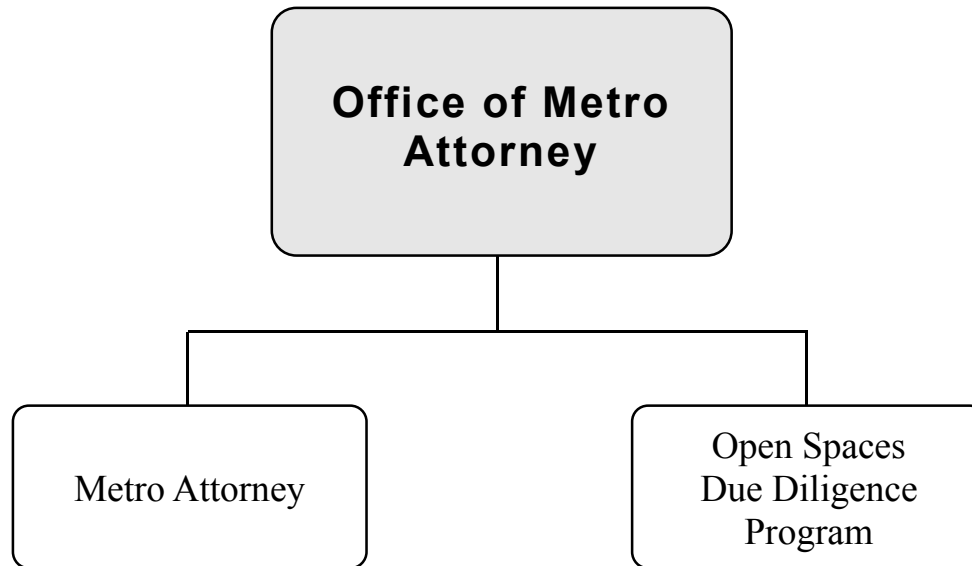 Office of Metro
Attorney
Metro Attorney
Open Spaces
Due Diligence
Program